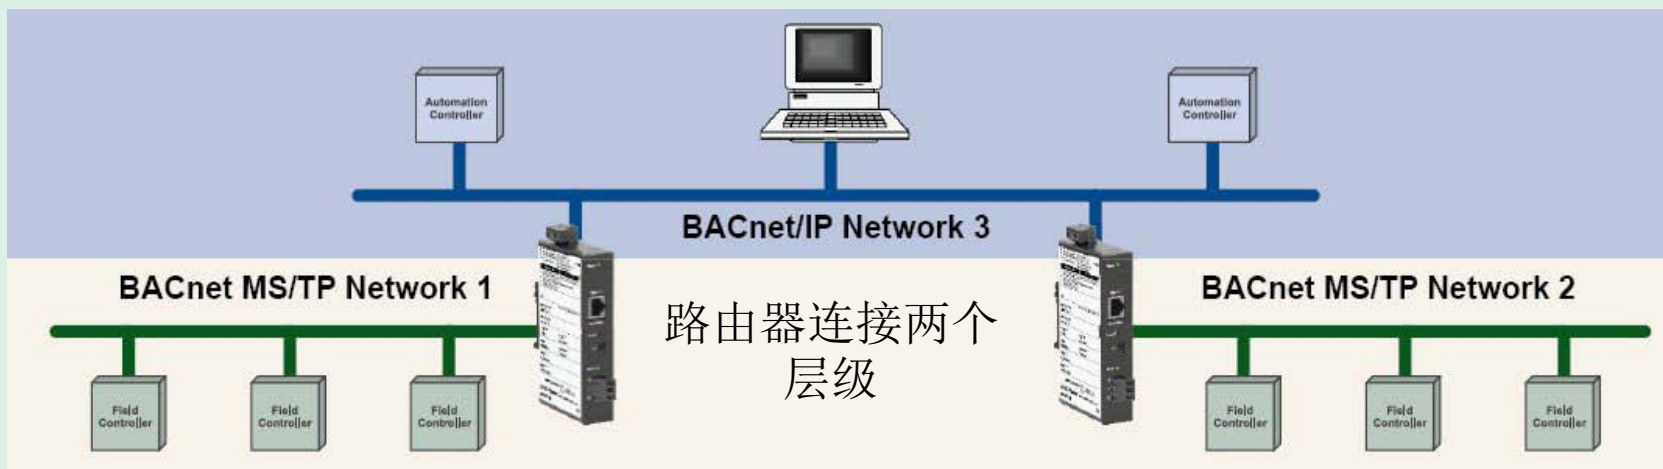 Automation
Controller
Automation
Controller
BACnet/IP Network 3
BACnet MS/TP Network 1
BACnet MS/TP Network 2
路由器连接两个
层级
Field
Controller
Field
Controller
Field
Controller
Field
Controller
Field
Controller
Field
Controller